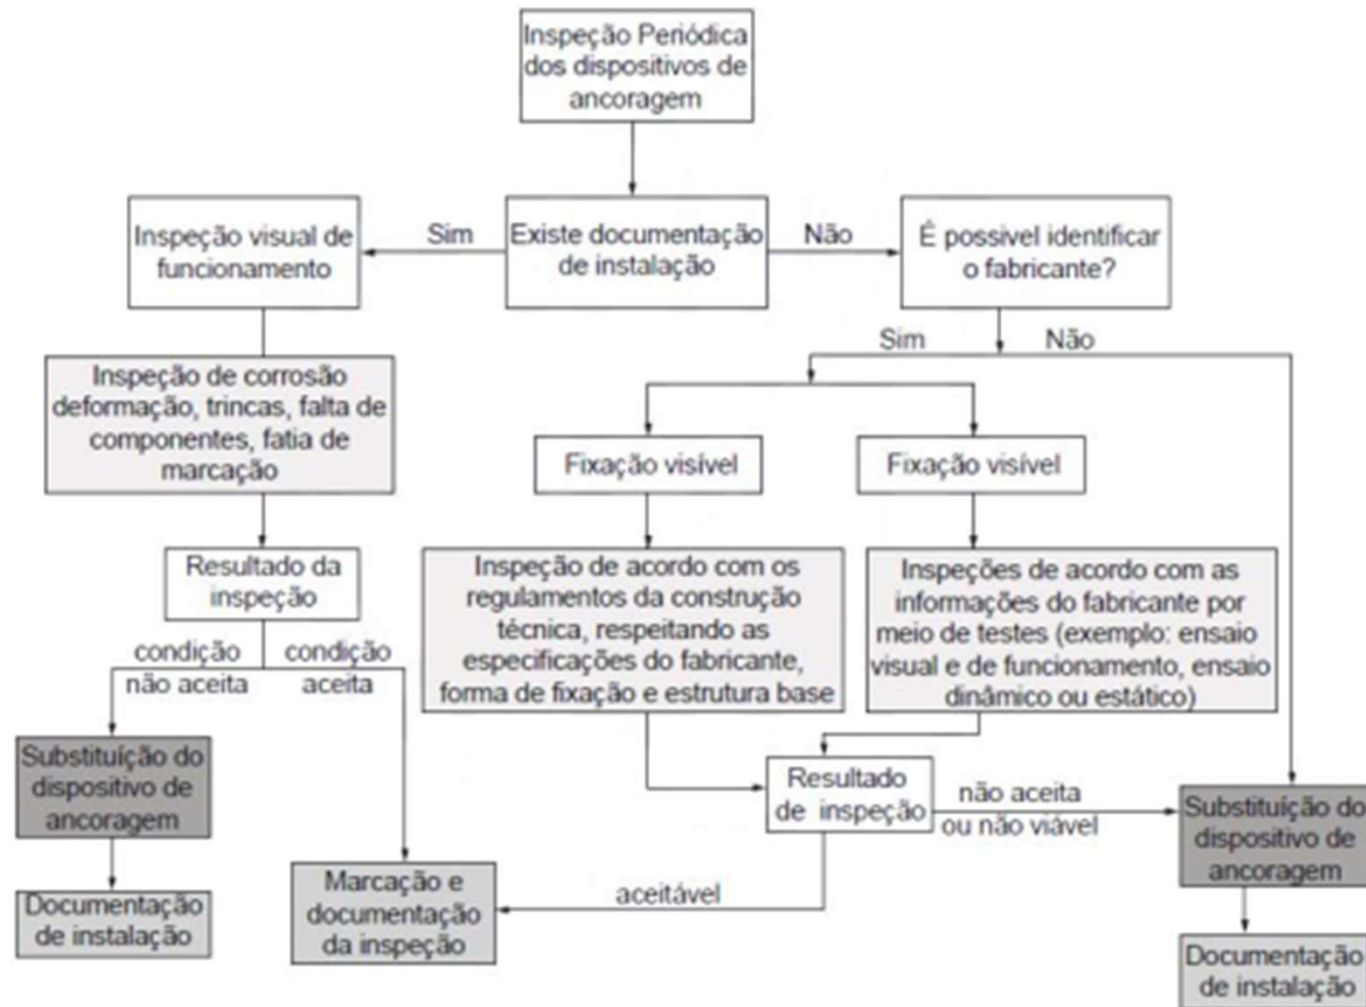 Inspeção Periódica
dos dispositivos de
ancoragem
Inspeção visual de
funcionamento
Sim
Existe documentação
de instalação
Não
É possivel identificar
o fabricante?
Sim
Não
Inspeção de corrosão
deformação, trincas, falta de
componentes, fatia de
marcação
Fixação visível
Fixação visível
Resultado da
inspeção
Inspeção de acordo com os
regulamentos da construção
técnica, respeitando as
especificações do fabricante,
forma de fixação e estrutura base
Inspeções de acordo com as
informações do fabricante por
meio de testes (exemplo: ensaio
visual e de funcionamento, ensaio
dinâmico ou estático)
condição
não aceita
condição
aceita
Substituíção do
dispositivo de
ancoragem
Resultado
de inspeção
não aceita
ou não viável
Substituíção do
dispositivo de
ancoragem
Marcação e
documentação
da inspeção
aceitável
Documentação
de instalação
Documentação
de instalação